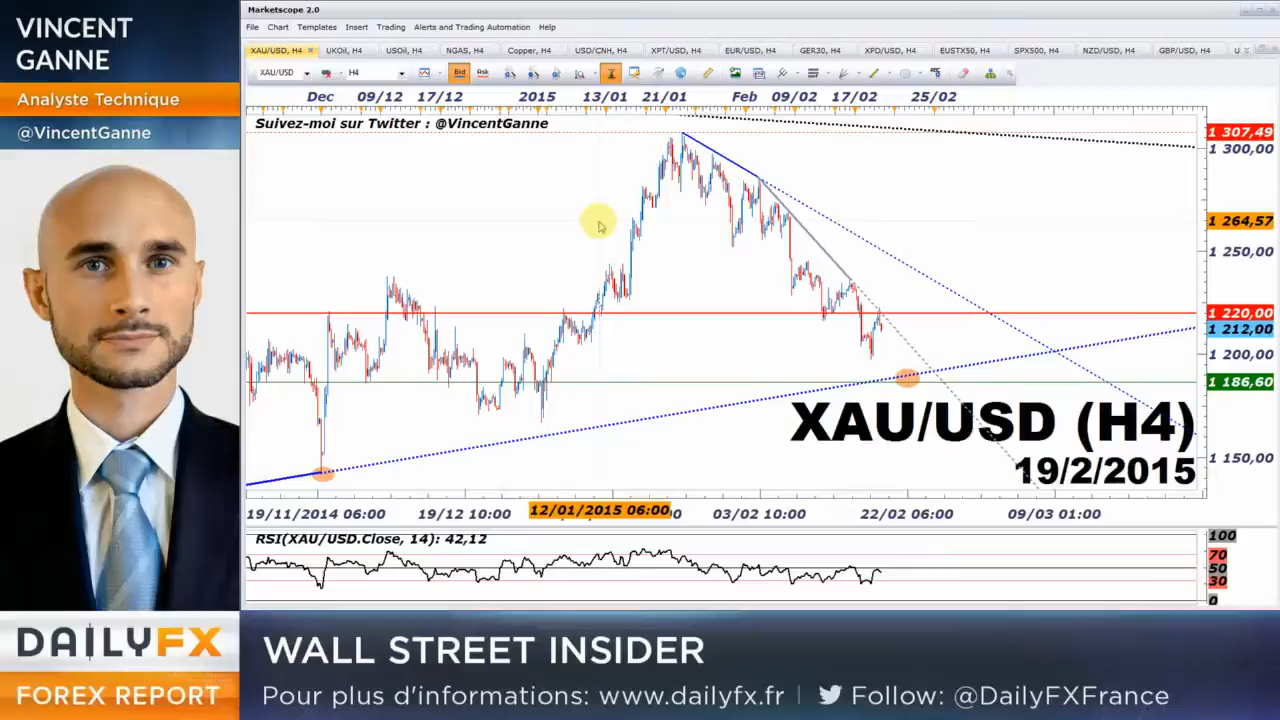 VINCENT
GANNE
Analyste Technique
@VincentGanne
Marketscope 2.0
File Chart Templates Insert Trading Alerts and Trading Automation Help
XAU/USD, H4 UKOil, H4 USOil, H4 NGAS, H4 Copper, H4 USD/CNH, H4 XPT/USD, H4 EUR/USD, H4 GER30, H4 XPD/USD, H4 EUSTX50, H4 SPX500, H4 NZD/USD, H4 GBP/USD, H4 U
XAU/USD H4 Bid Ask
Dec 09/12 17/12 2015 13/01 21/01 Feb 09/02 17/02 25/02
Suivez-moi sur Twitter : @VincentGanne
1 307,49
1 300,00
1 264,57
1 250,00
1 220,00
1 212,00
1 200,00
1 186,60
1 150,00
XAU/USD (H4)
19/2/2015
19/11/2014 06:00 19/12 10:00 12/01/2015 06:00 03/02 10:00 22/02 06:00 09/03 01:00
RSI(XAU/USD.Close, 14): 42,12
100
70
50
30
0
DAILYFX
FOREX REPORT
WALL STREET INSIDER
Pour plus d'informations: www.dailyfx.fr | Follow: @DailyFXFrance